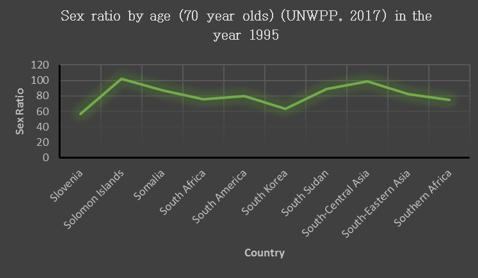 Sex ratio by age (70 year olds) (UNWPP, 2017) in the
year 1995
120
100
80
60
40
20
0
Sex Ratio
Slovenia
Solomon Islands
Somalia
South Africa
South America
South Korea
South Sudan
South-Central Asia
South-Eastern Asia
Southern Africa
Country